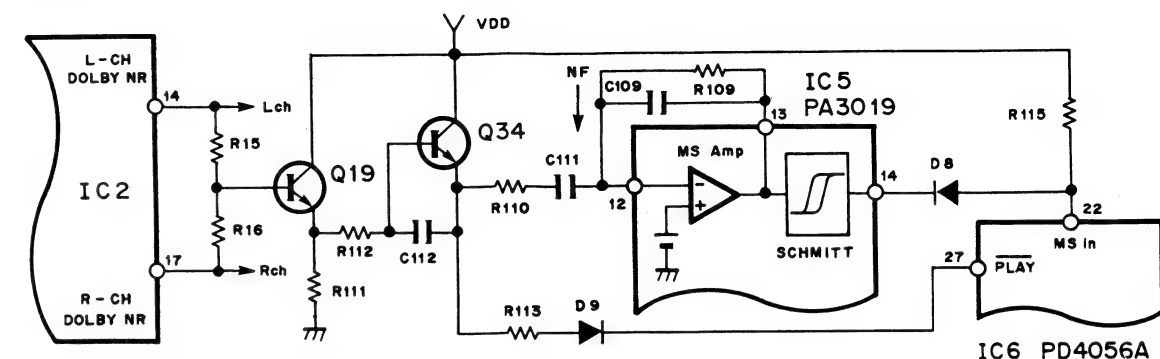 VDD
L-CH
DOLBY NR
14
Lch
R15
IC2
R16
17
Rch
R-CH
DOLBY NR
Q19
R111
R112
C112
Q34
R110
C111
NF
C109
R109
IC5
PA3019
13
MS Amp
12
-
+
SCHMITT
14
D8
R115
22
MS in
27
PLAY
R113
D9
IC6 PD4056A